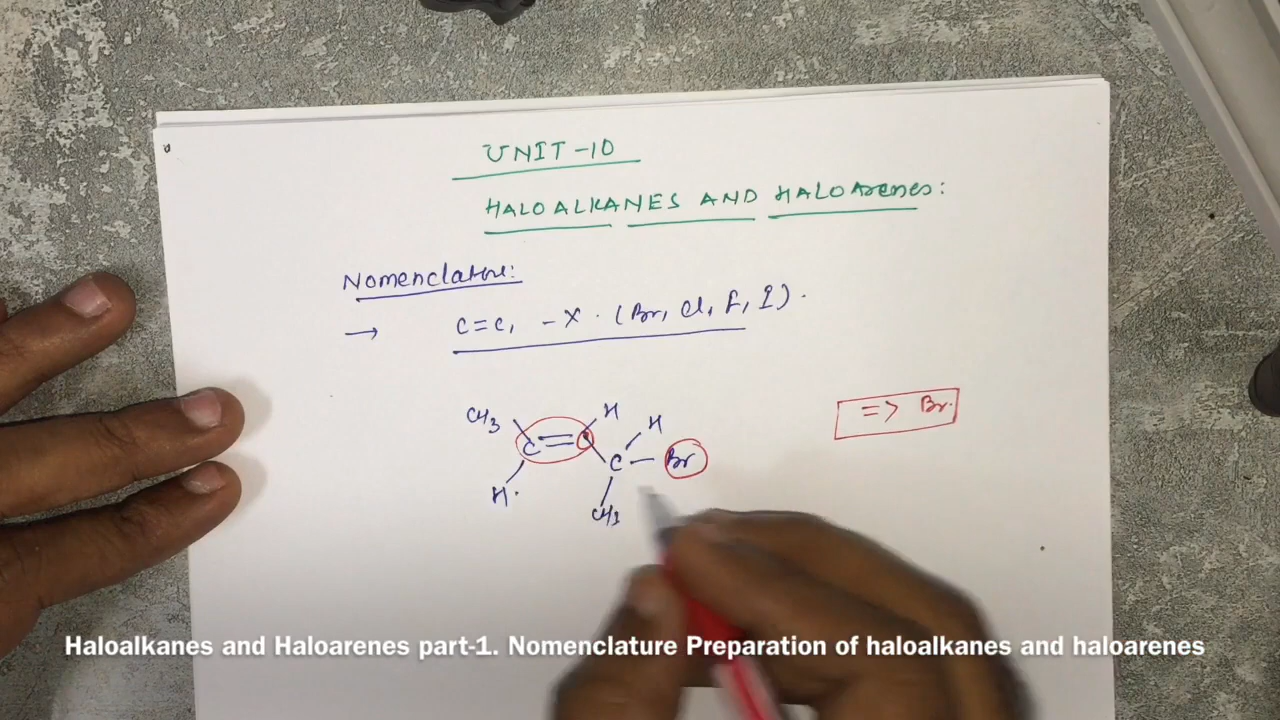 UNIT-10
HALOALKANES AND HALOArenes:
Nomenclature:
→ C=C, -X. (Br, Cl, F, I).
CH3 H H
C = C - Br
H. CH3
=> Br.
Haloalkanes and Haloarenes part-1. Nomenclature Preparation of haloalkanes and haloarenes